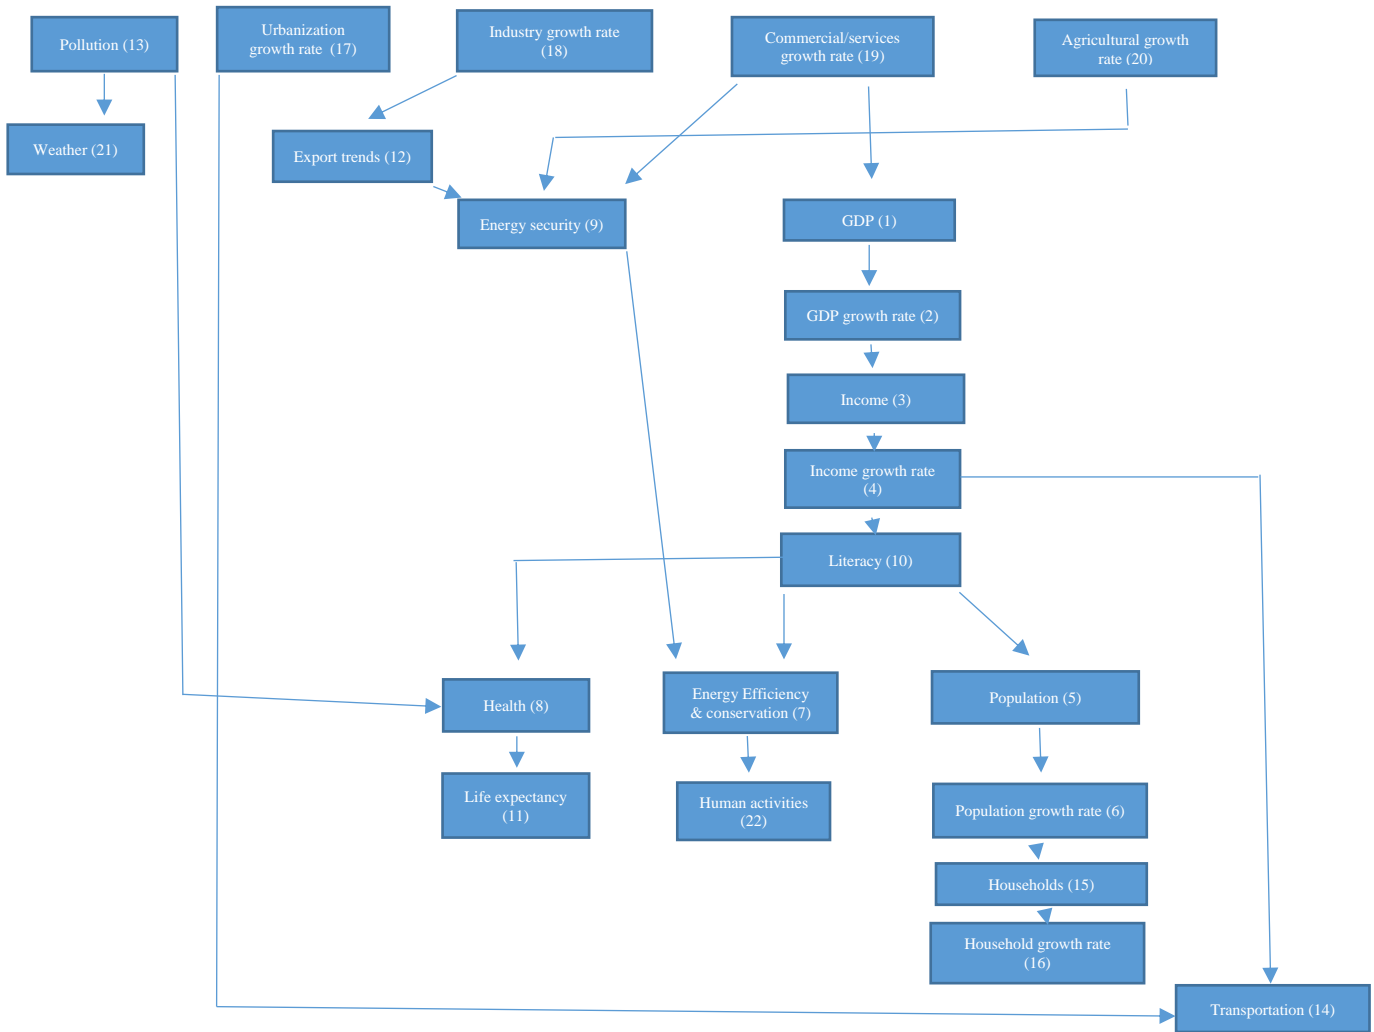 Pollution (13)
Urbanization
growth rate  (17)
Industry growth rate
(18)
Commercial/services
growth rate (19)
Agricultural growth
rate (20)
Weather (21)
Export trends (12)
Energy security (9)
GDP (1)
GDP growth rate (2)
Income (3)
Income growth rate
(4)
Literacy (10)
Health (8)
Energy Efficiency
& conservation (7)
Population (5)
Life expectancy
(11)
Human activities
(22)
Population growth rate (6)
Households (15)
Household growth rate
(16)
Transportation (14)